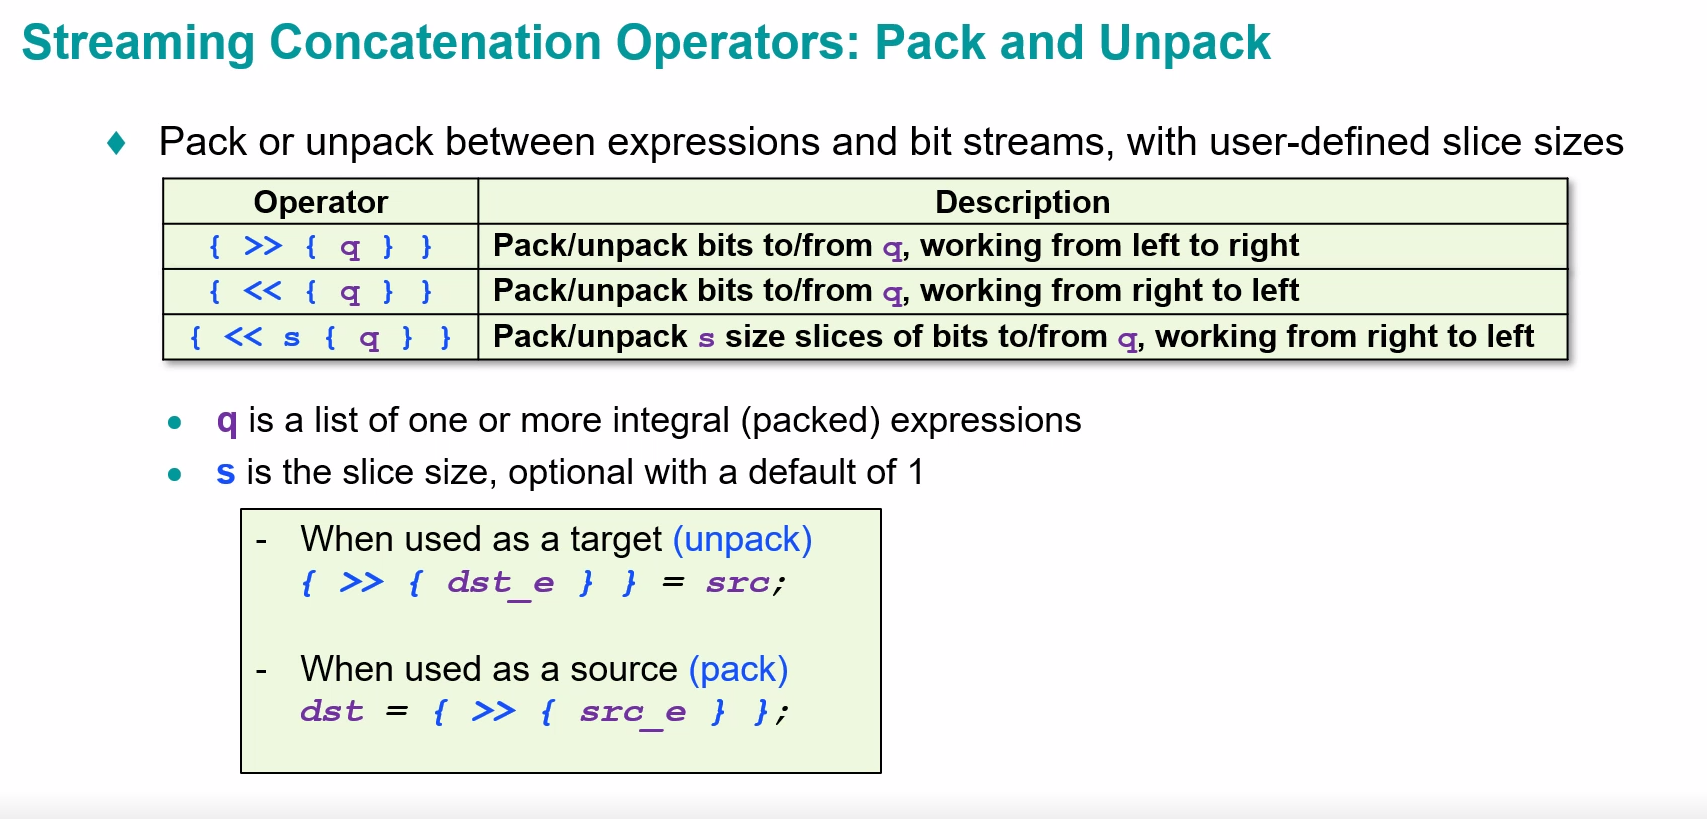 Streaming Concatenation Operators: Pack and Unpack
♦ Pack or unpack between expressions and bit streams, with user-defined slice sizes
Operator Description
{ >> { q } } Pack/unpack bits to/from q, working from left to right
{ << { q } } Pack/unpack bits to/from q, working from right to left
{ << s { q } } Pack/unpack s size slices of bits to/from q, working from right to left
• q is a list of one or more integral (packed) expressions
• s is the slice size, optional with a default of 1
- When used as a target (unpack)
{ >> { dst_e } } = src;
- When used as a source (pack)
dst = { >> { src_e } };